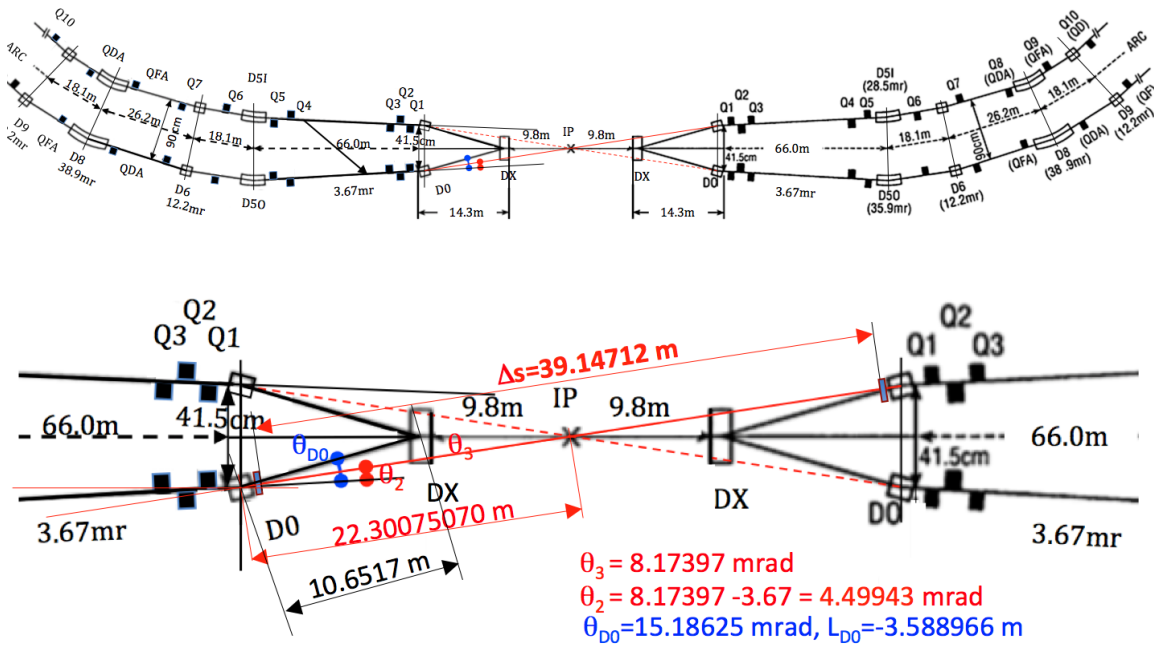 Q10
QDA
QFA
Q7
D5I
Q6
Q5
Q4
Q2
Q3
Q1
ARC
18.1m
26.2m
90cm
18.1m
66.0m
41.5cm
9.8m
IP
9.8m
D9
QFA
D8
38.9mr
QDA
D6
12.2mr
D5O
3.67mr
D0
DX
14.3m
Q1
Q2
Q3
Q4
Q5
D5I
(28.5mr)
Q6
Q7
Q8
(QDA)
Q9
(QFA)
Q10
(QD)
ARC
18.1m
26.2m
90cm
18.1m
66.0m
41.5cm
DX
D0
14.3m
3.67mr
D5O
(35.9mr)
D6
(12.2mr)
(QFA)
D8
(38.9mr)
(QDA)
D9
(12.2mr)
Q2
Q3
Q1
Δs=39.14712 m
Q2
Q1
Q3
66.0m
41.5cm
9.8m
IP
9.8m
66.0m
41.5cm
θD0
θ3
θ2
DX
DX
D0
D0
3.67mr
3.67mr
22.30075070 m
10.6517 m
θ3 = 8.17397 mrad
θ2 = 8.17397 -3.67 = 4.49943 mrad
θD0=15.18625 mrad, LD0=-3.588966 m